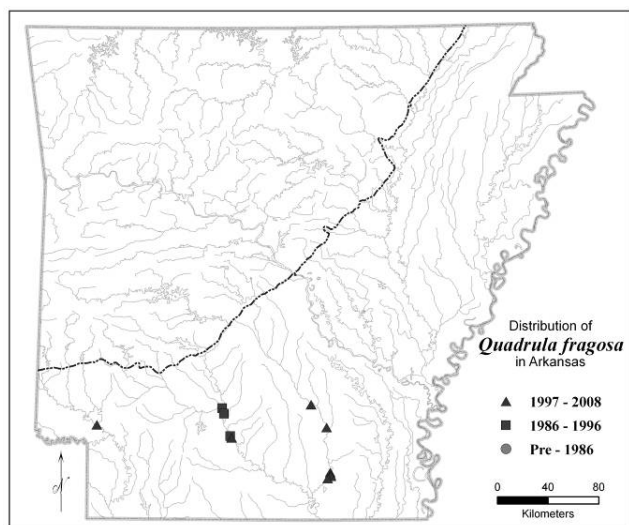 Distribution of
Quadrula fragosa
in Arkansas
1997 - 2008
1986 - 1996
Pre - 1986
N
0 40 80
Kilometers